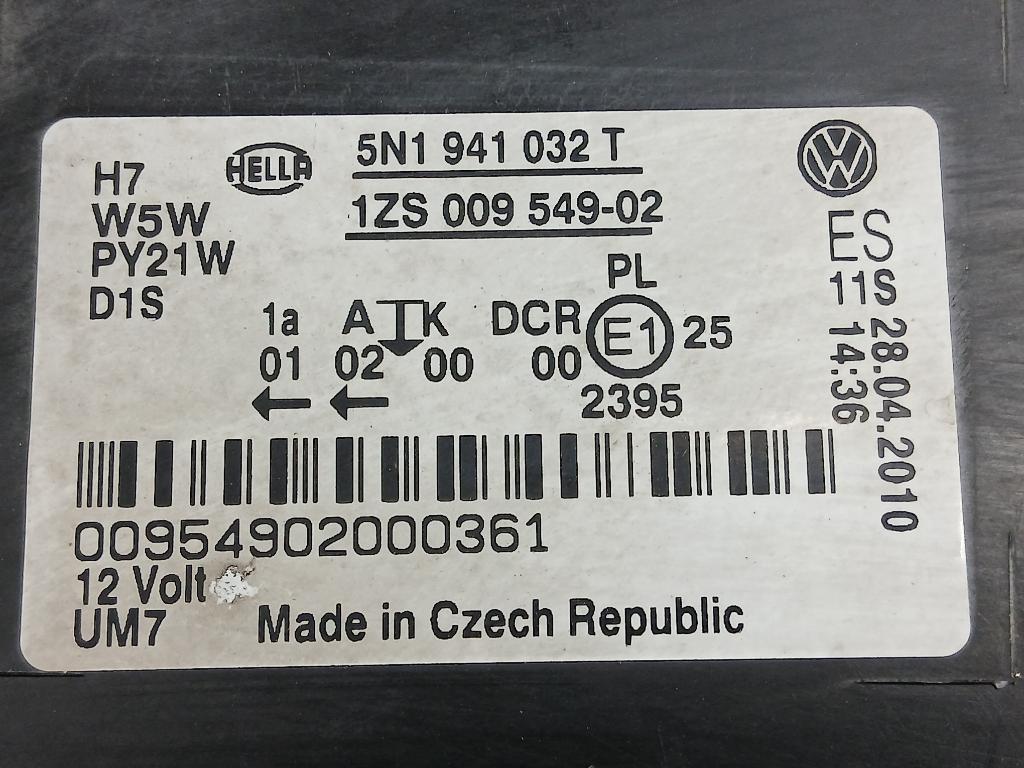 H7
W5W
PY21W
D1S
HELLA
5N1 941 032 T
1ZS 009 549-02
PL
1a A K DCR E1 25
01 02 00 00
2395
ES
11S 28.04.2010
14:36
00954902000361
12 Volt
UM7 Made in Czech Republic